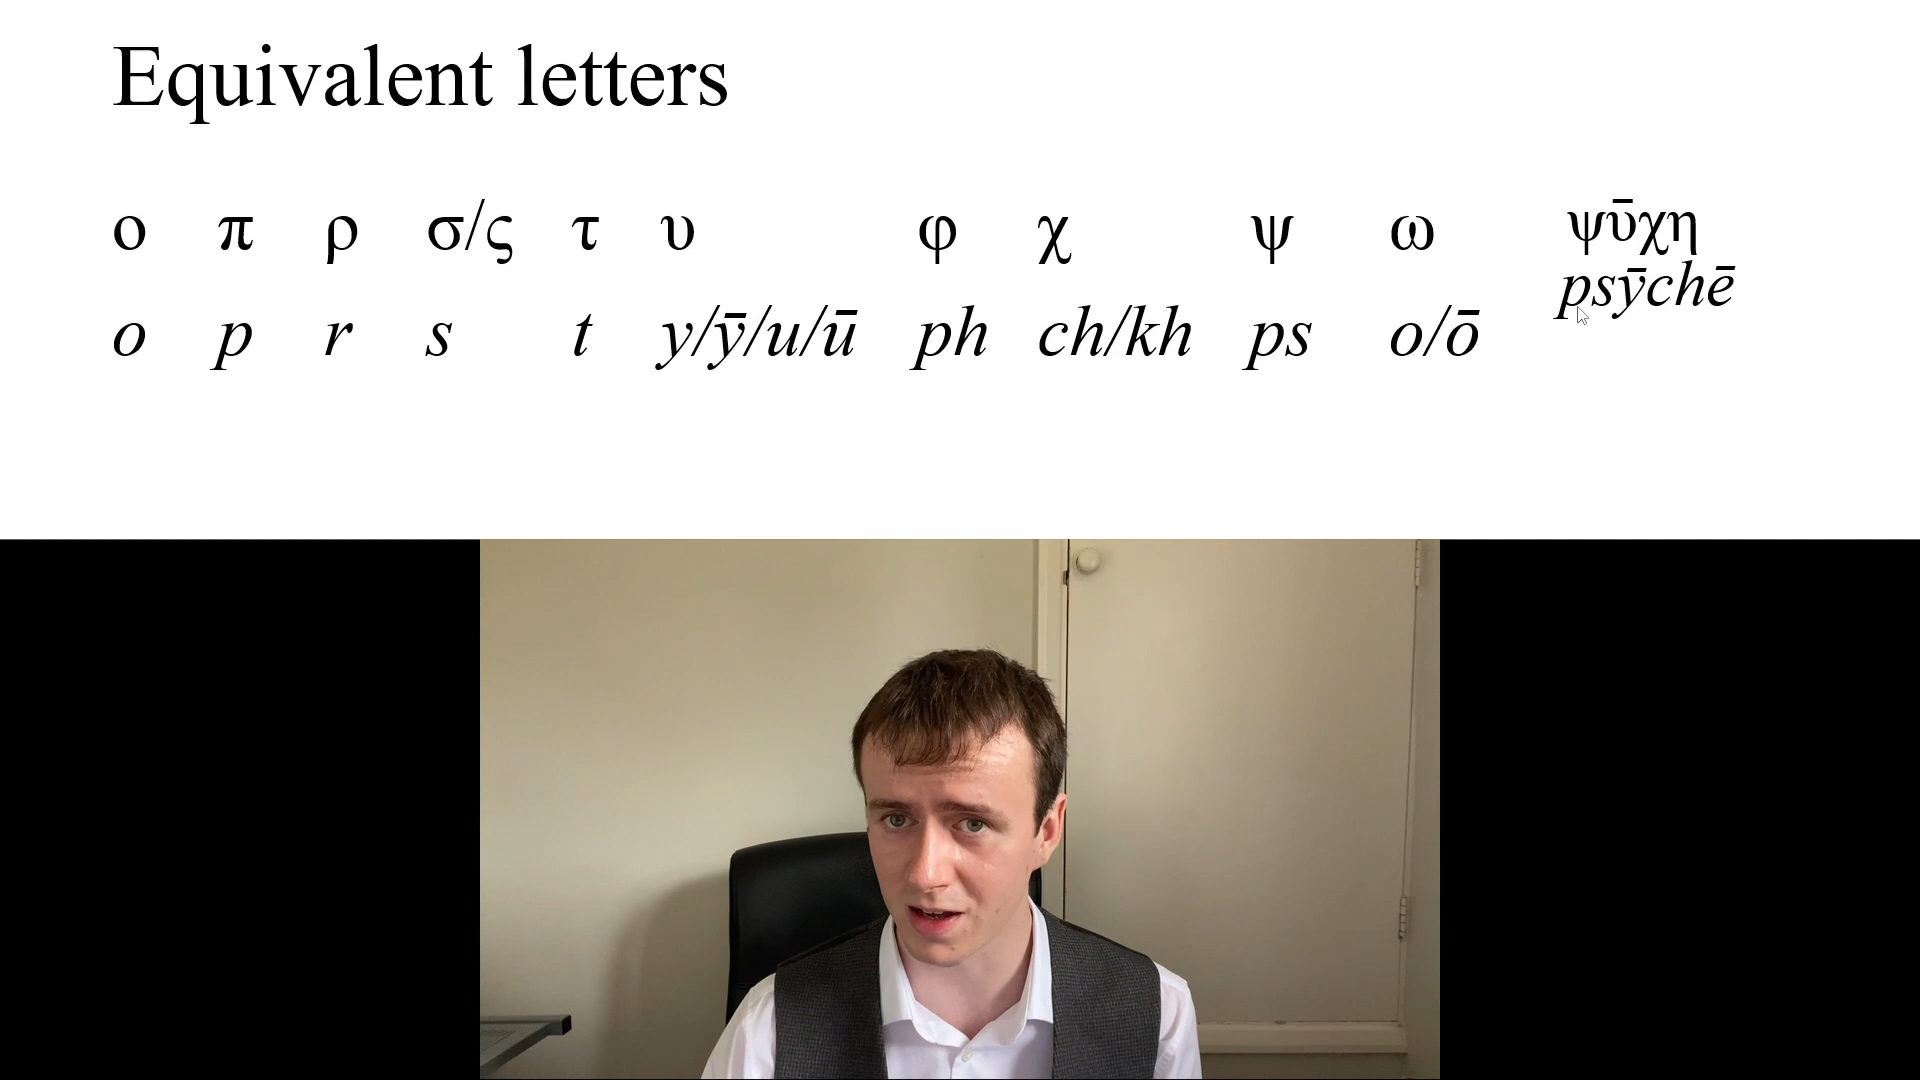 Equivalent letters
ο π ρ σ/ς τ υ φ χ ψ ω
o p r s t y/ȳ/u/ū ph ch/kh ps o/ō
ψῡχη
psȳchē